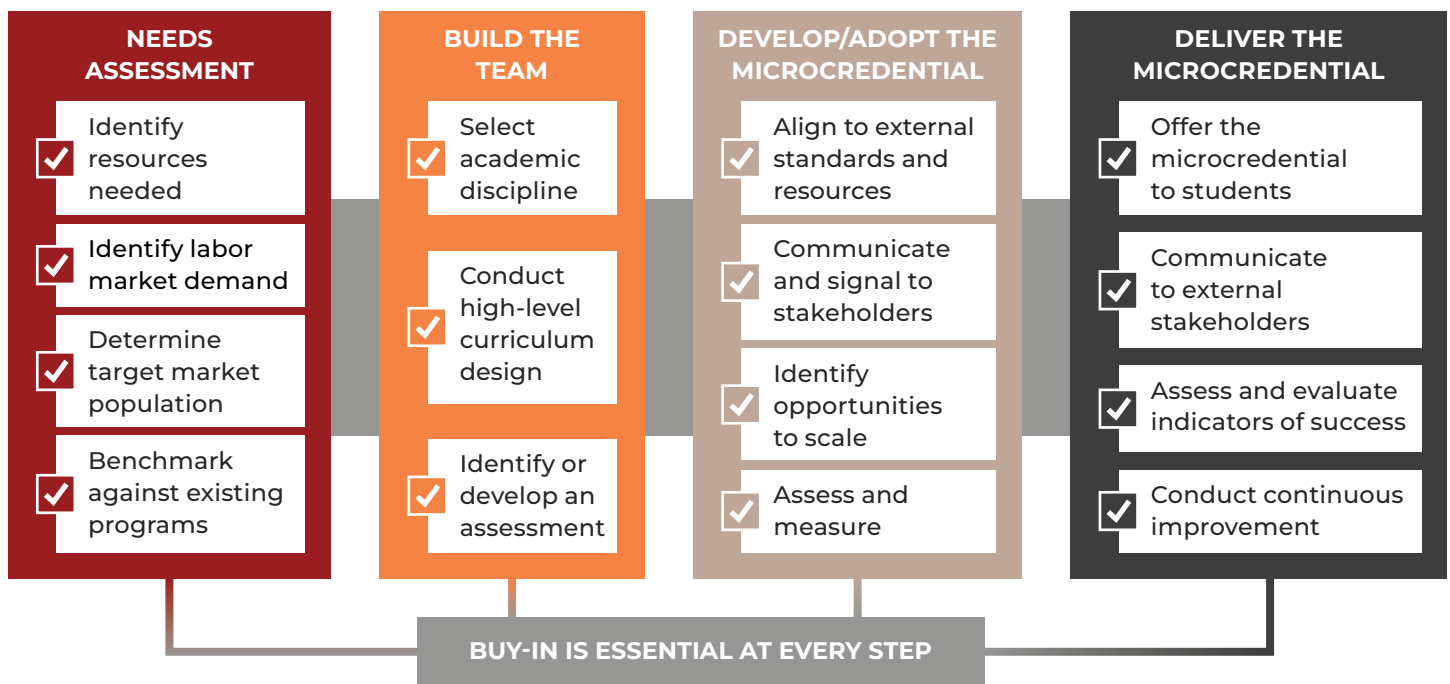 NEEDS
ASSESSMENT
Identify
resources
needed
Identify labor
market demand
Determine
target market
population
Benchmark
against existing
programs
BUILD THE
TEAM
Select
academic
discipline
Conduct
high-level
curriculum
design
Identify or
develop an
assessment
DEVELOP/ADOPT THE
MICROCREDENTIAL
Align to external
standards and
resources
Communicate
and signal to
stakeholders
Identify
opportunities
to scale
Assess and
measure
DELIVER THE
MICROCREDENTIAL
Offer the
microcredential
to students
Communicate
to external
stakeholders
Assess and evaluate
indicators of success
Conduct continuous
improvement
BUY-IN IS ESSENTIAL AT EVERY STEP